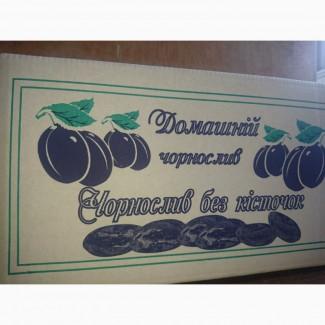 Домашній
чорнослив
Чорнослив без кісточок